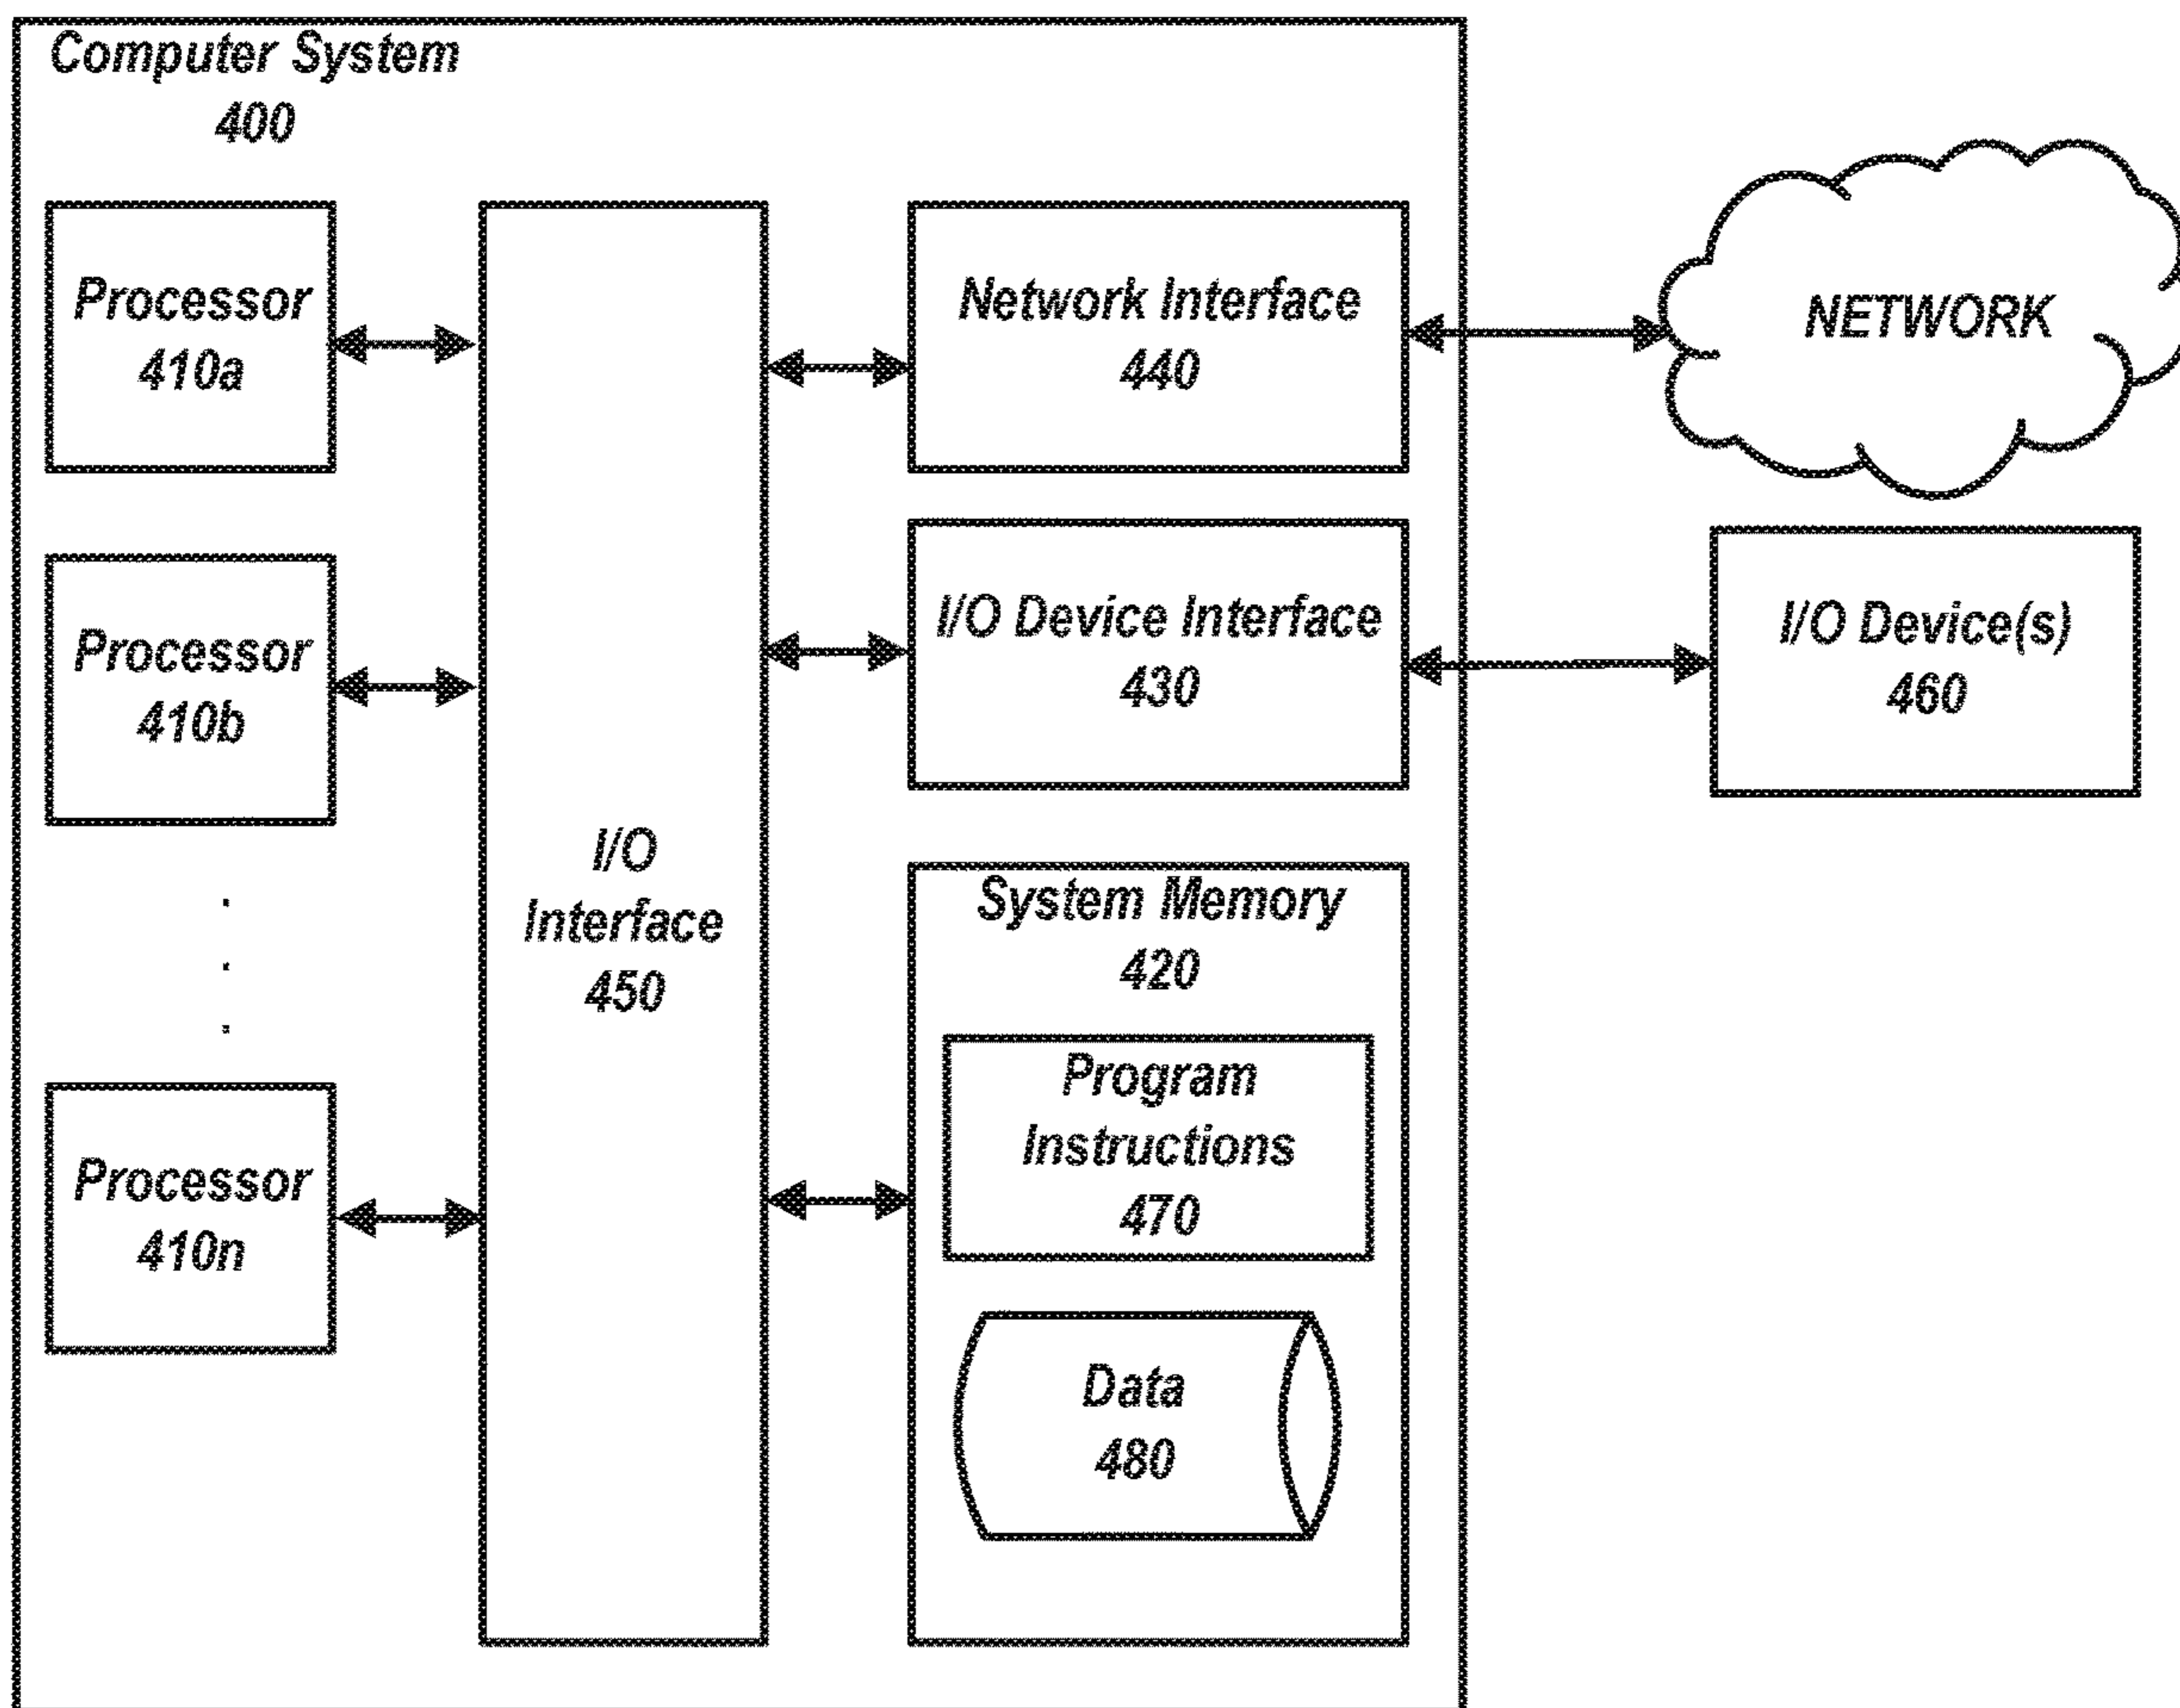 Computer System
400
Processor
410a
Network Interface
440
NETWORK
Processor
410b
I/O Device Interface
430
I/O Device(s)
460
I/O
Interface
450
System Memory
420
Program
Instructions
470
Processor
410n
Data
480